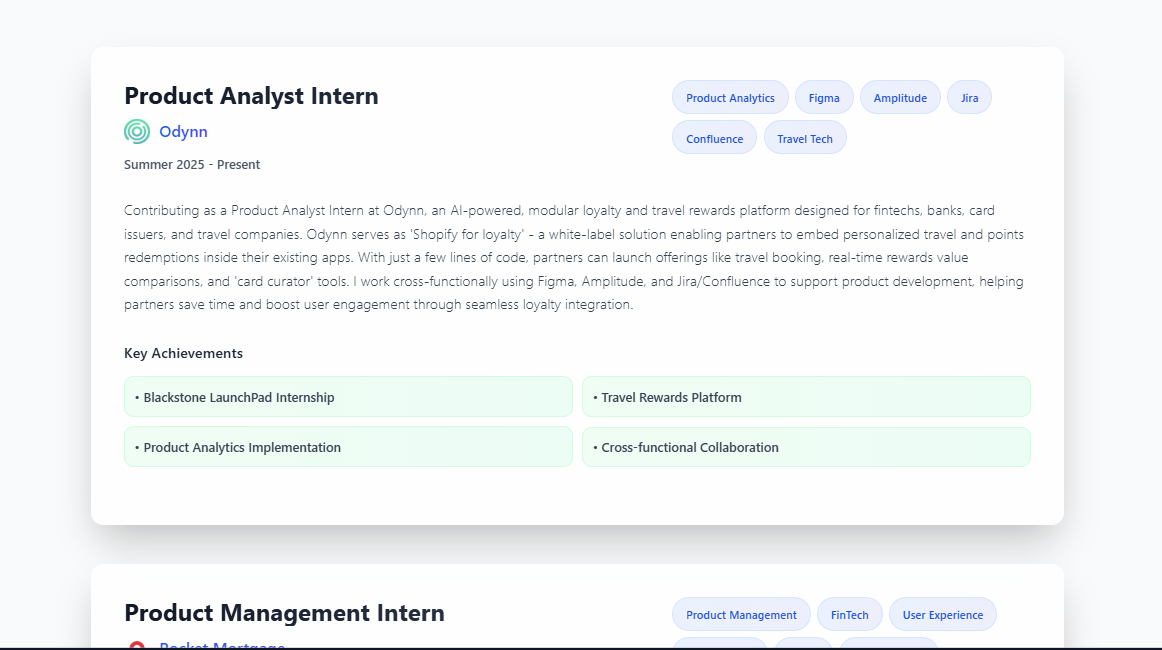 Product Analyst Intern
Odynn
Summer 2025 - Present
Product Analytics
Figma
Amplitude
Jira
Confluence
Travel Tech
Contributing as a Product Analyst Intern at Odynn, an AI-powered, modular loyalty and travel rewards platform designed for fintechs, banks, card
issuers, and travel companies. Odynn serves as 'Shopify for loyalty' - a white-label solution enabling partners to embed personalized travel and points
redemptions inside their existing apps. With just a few lines of code, partners can launch offerings like travel booking, real-time rewards value
comparisons, and 'card curator' tools. I work cross-functionally using Figma, Amplitude, and Jira/Confluence to support product development, helping
partners save time and boost user engagement through seamless loyalty integration.
Key Achievements
• Blackstone LaunchPad Internship
• Travel Rewards Platform
• Product Analytics Implementation
• Cross-functional Collaboration
Product Management Intern
Rocket Mortgage
Product Management
FinTech
User Experience